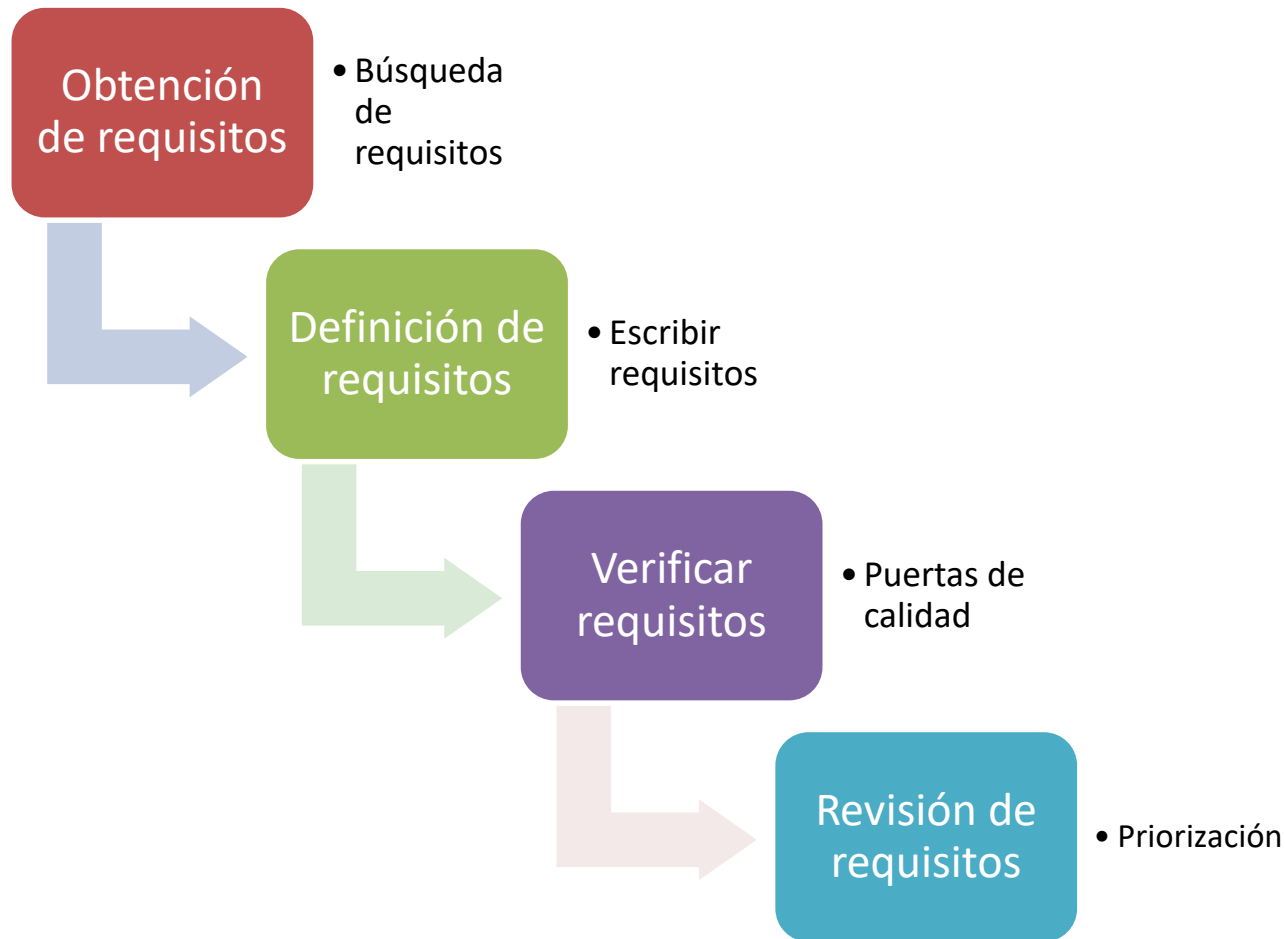 Obtención
de requisitos
• Búsqueda
de
requisitos
Definición de
requisitos
• Escribir
requisitos
Verificar
requisitos
• Puertas de
calidad
Revisión de
requisitos
• Priorización